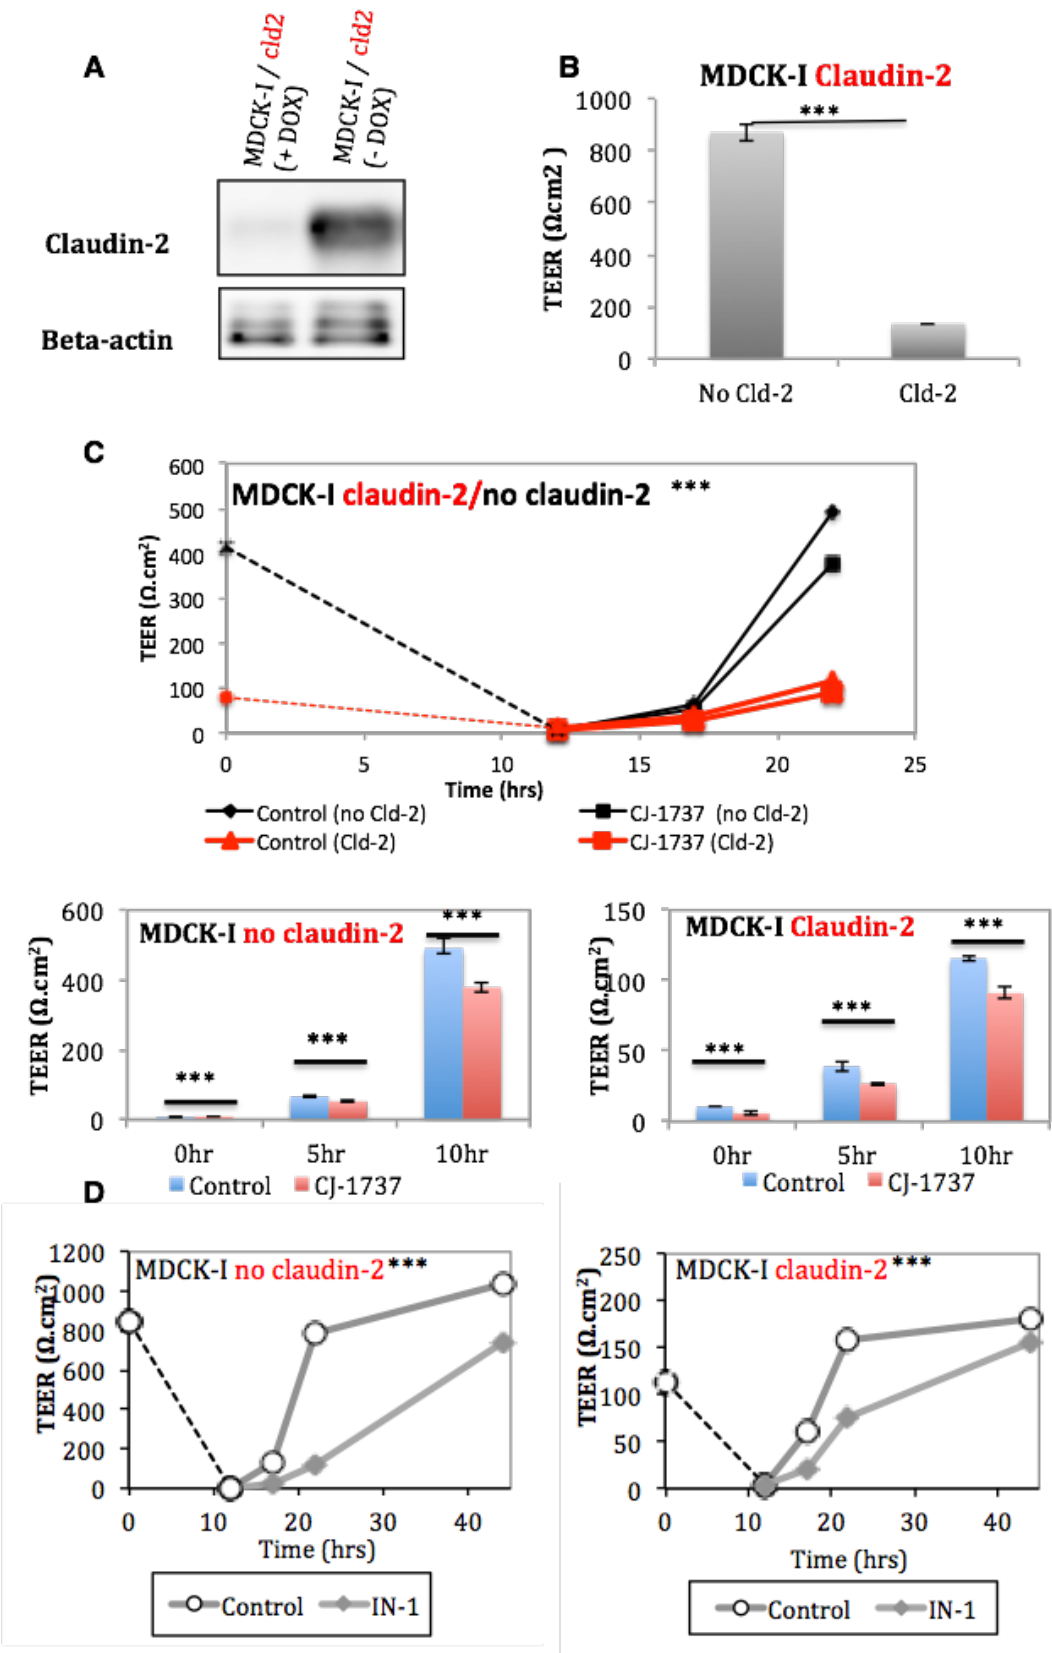 A
MDCK-I / cld2
(+ DOX)
MDCK-I / cld2
(- DOX)
Claudin-2
Beta-actin
B
MDCK-I Claudin-2
***
TEER (Ωcm2 )
1000
800
600
400
200
0
No Cld-2
Cld-2
C
MDCK-I claudin-2/no claudin-2 ***
TEER (Ω.cm²)
600
500
400
300
200
100
0
0 5 10 15 20 25
Time (hrs)
Control (no Cld-2)
CJ-1737 (no Cld-2)
Control (Cld-2)
CJ-1737 (Cld-2)
MDCK-I no claudin-2
TEER (Ω.cm²)
600
400
200
0
***
***
***
0hr 5hr 10hr
Control CJ-1737
MDCK-I Claudin-2
TEER (Ω.cm²)
150
100
50
0
***
***
***
0hr 5hr 10hr
Control CJ-1737
D
MDCK-I no claudin-2***
TEER (Ω.cm²)
1200
1000
800
600
400
200
0
0 10 20 30 40
Time (hrs)
Control IN-1
MDCK-I claudin-2***
TEER (Ω.cm²)
250
200
150
100
50
0
0 10 20 30 40
Time (hrs)
Control IN-1